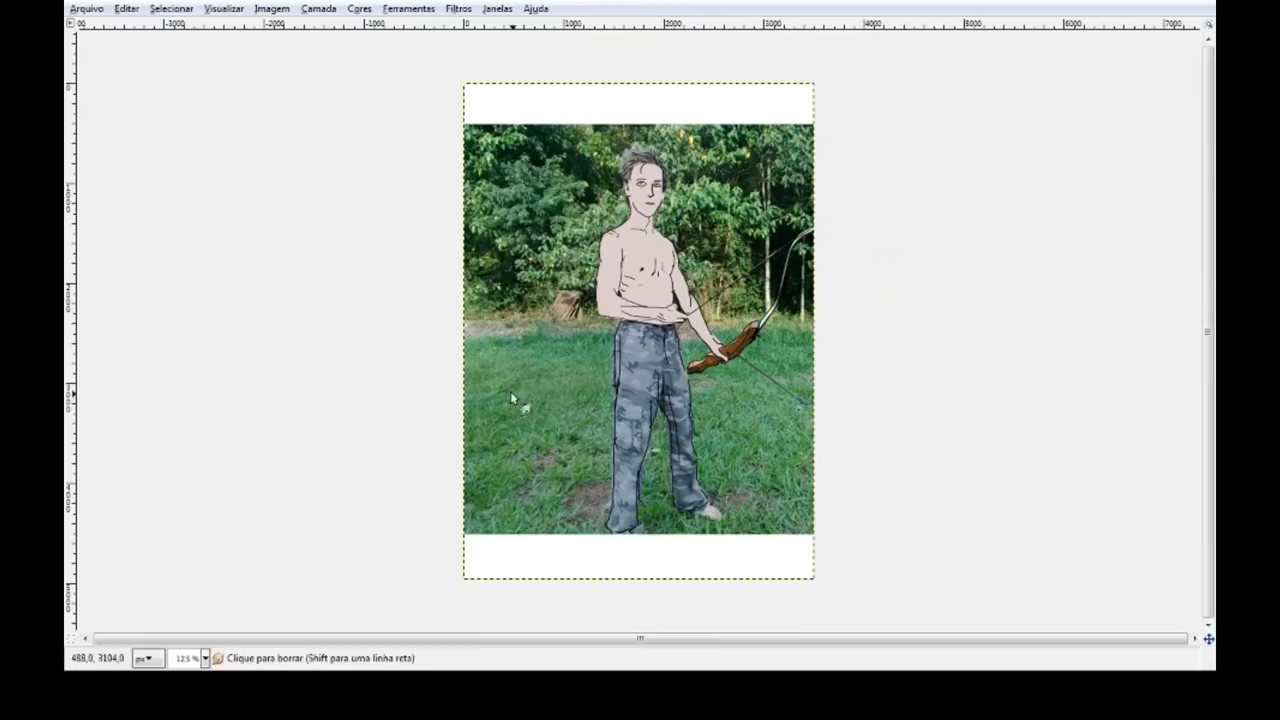 Arquivo Editar Selecionar Visualizar Imagem Camada Cores Ferramentas Filtros Janelas Ajuda
-3000 -2000 -1000 0 1000 2000 3000 4000 5000 6000 7000
488,0, 3104,0 px 12,5 % Clique para borrar (Shift para uma linha reta)